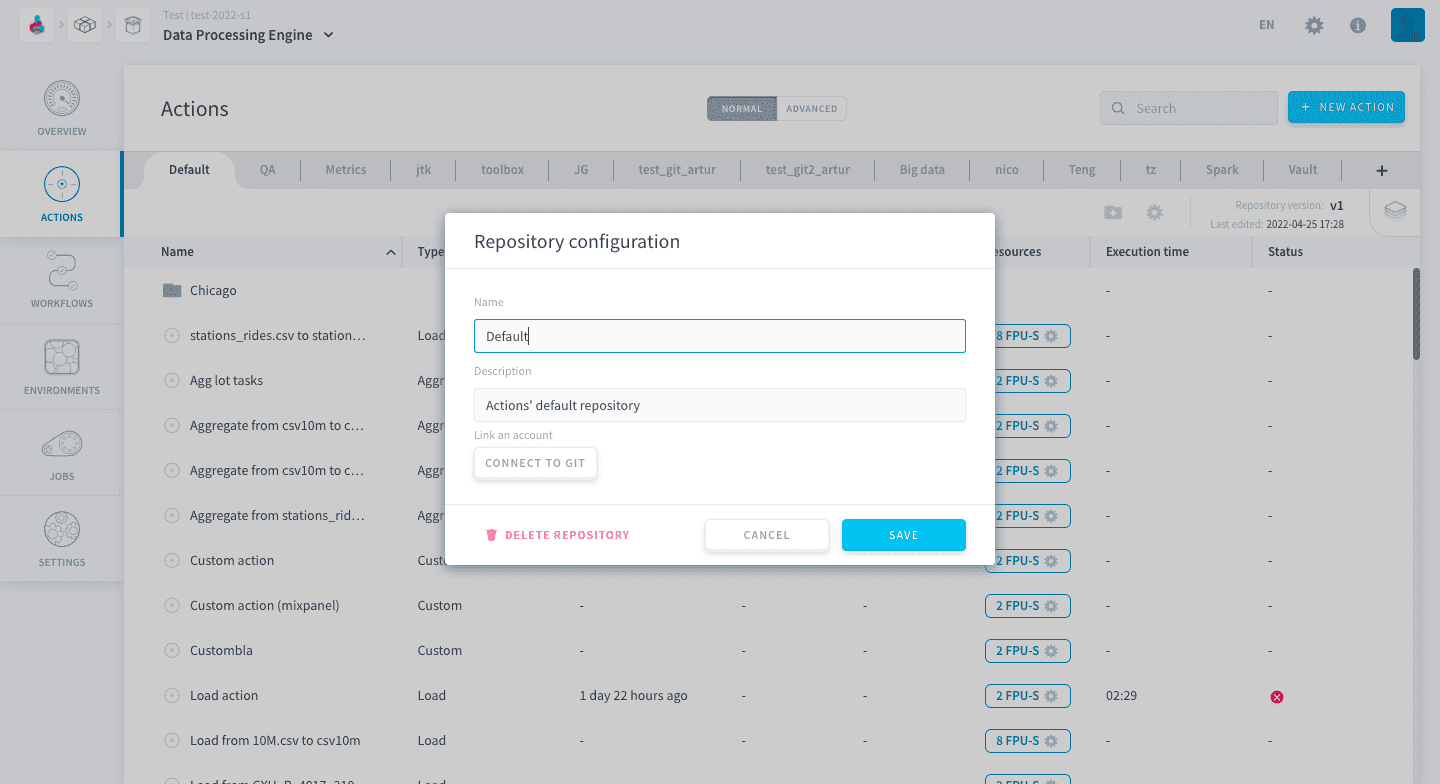 Test | test-2022-s1
Data Processing Engine
EN
OVERVIEW
ACTIONS
WORKFLOWS
ENVIRONMENTS
JOBS
SETTINGS
Actions
NORMAL ADVANCED
Search
+ NEW ACTION
Default QA Metrics jtk toolbox JG test_git_artur test_git2_artur Big data nico Teng tz Spark Vault +
Repository version: v1
Last edited: 2022-04-25 17:28
Name Type esources Execution time Status
Chicago - -
stations_rides.csv to station... Load 8 FPU-S - -
Agg lot tasks Aggr 2 FPU-S - -
Aggregate from csv10m to c... Aggr 2 FPU-S - -
Aggregate from csv10m to c... Aggr 2 FPU-S - -
Aggregate from stations_rid... Aggr 2 FPU-S - -
Custom action Cust 2 FPU-S - -
Custom action (mixpanel) Custom - - - 2 FPU-S - -
Custombla Custom - - - 2 FPU-S - -
Load action Load 1 day 22 hours ago - - 2 FPU-S 02:29
Load from 10M.csv to csv10m Load - - - 8 FPU-S - -
Repository configuration
Name
Default
Description
Actions' default repository
Link an account
CONNECT TO GIT
DELETE REPOSITORY
CANCEL
SAVE